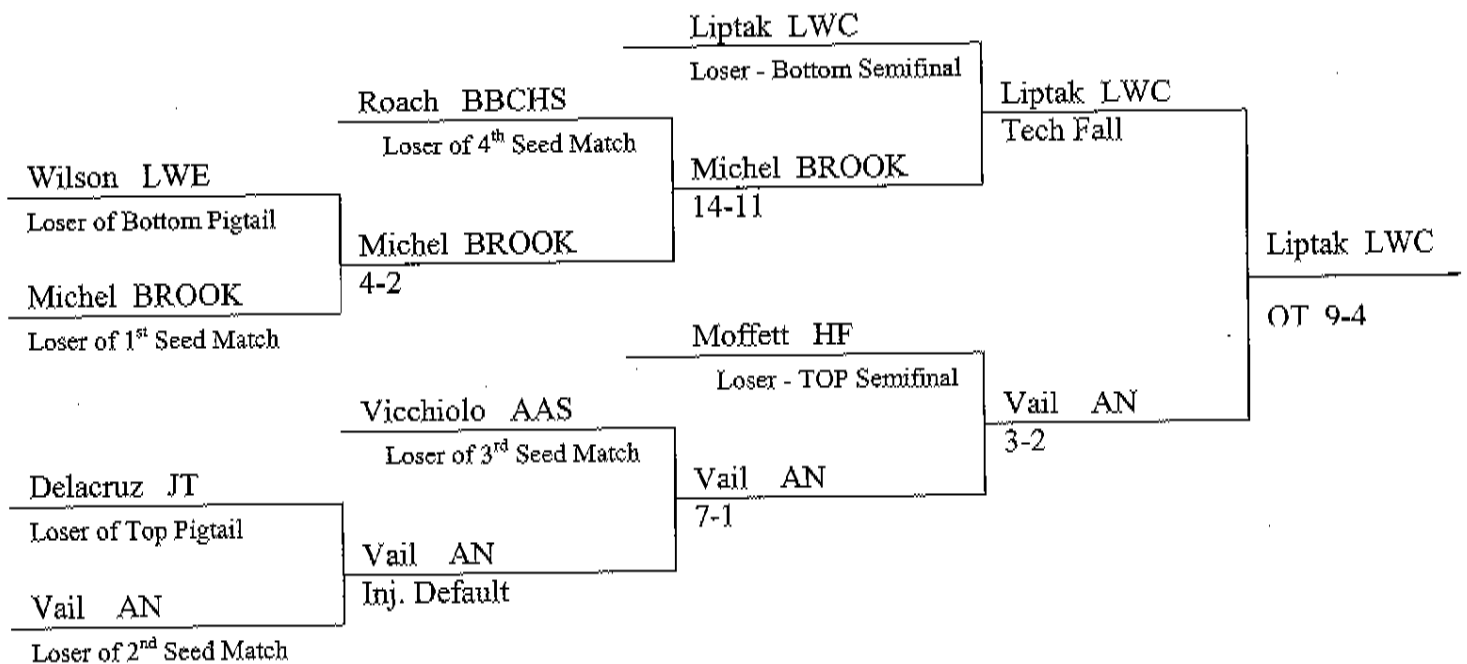 Liptak LWC
Loser - Bottom Semifinal
Roach BBCHS
Loser of 4th Seed Match
Liptak LWC
Tech Fall
Wilson LWE
Loser of Bottom Pigtail
Michel BROOK
14-11
Michel BROOK
4-2
Liptak LWC
OT 9-4
Michel BROOK
Loser of 1st Seed Match
Moffett HF
Loser - TOP Semifinal
Vicchiolo AAS
Loser of 3rd Seed Match
Vail AN
3-2
Delacruz JT
Loser of Top Pigtail
Vail AN
7-1
Vail AN
Inj. Default
Vail AN
Loser of 2nd Seed Match